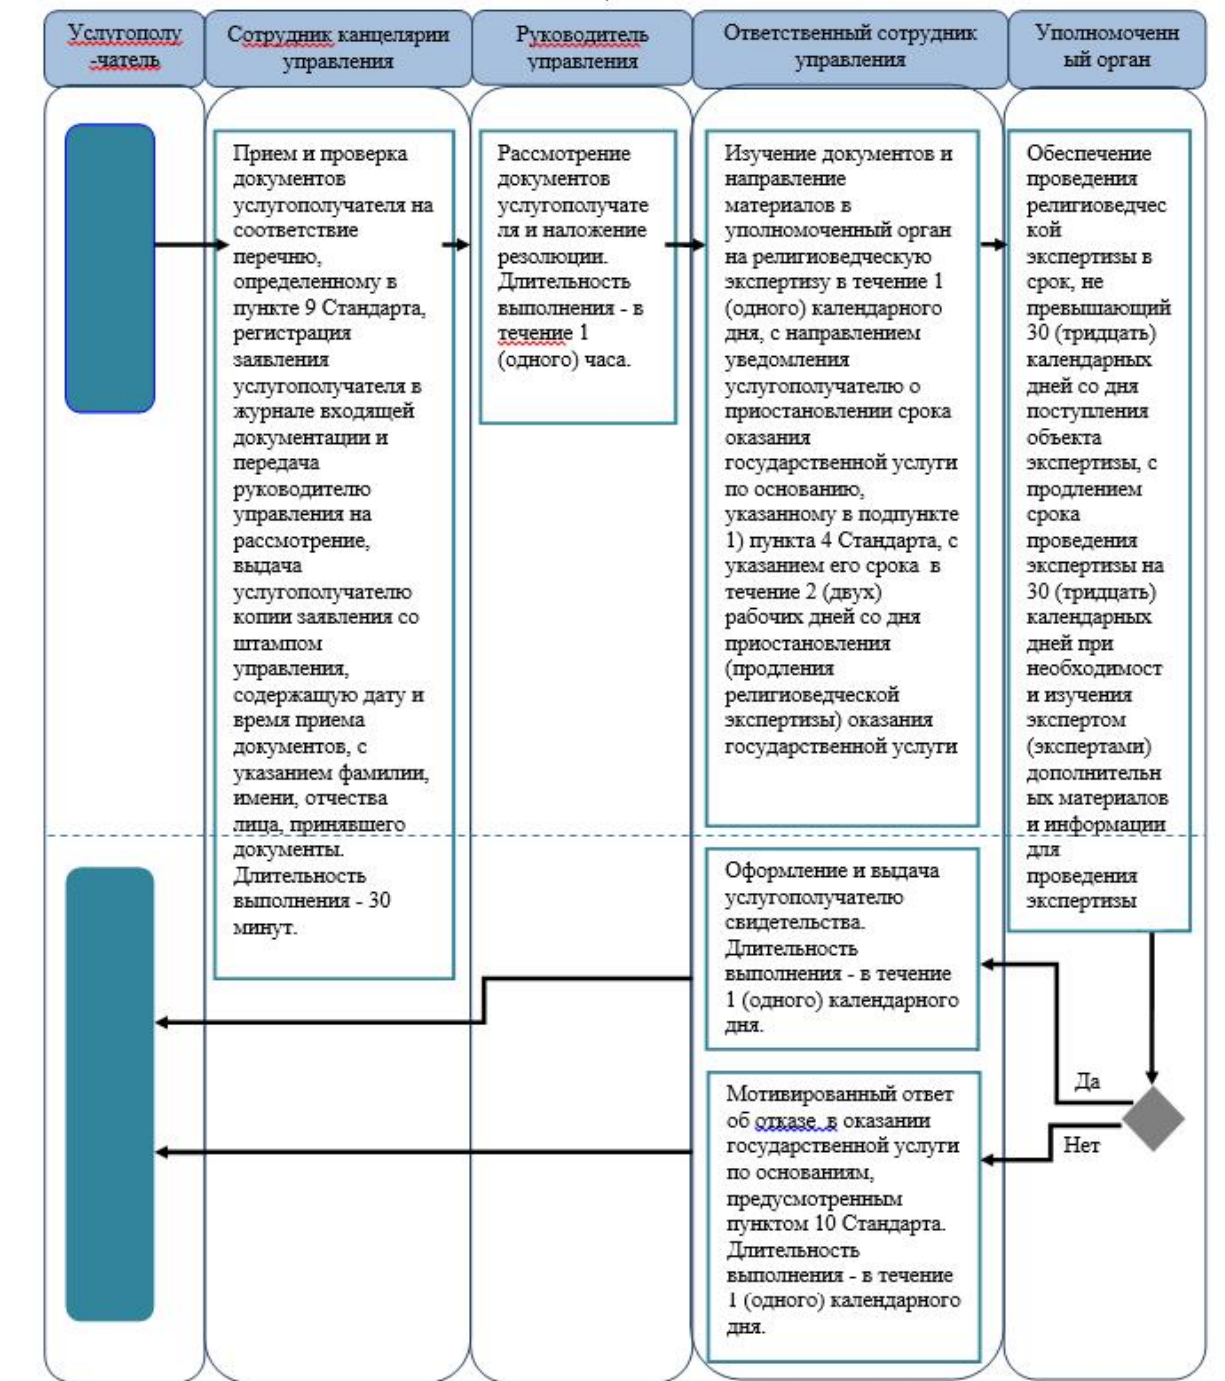 Услугополу
-чатель
Сотрудник канцелярии
управления
Руководитель
управления
Ответственный сотрудник
управления
Уполномоченн
ый орган
Прием и проверка
документов
услугополучателя на
соответствие
перечню,
определенному в
пункте 9 Стандарта,
регистрация
заявления
услугополучателя в
журнале входящей
документации и
передача
руководителю
управления на
рассмотрение,
выдача
услугополучателю
копии заявления со
штампом
управления,
содержащую дату и
время приема
документов, с
указанием фамилии,
имени, отчества
лица, принявшего
документы.
Длительность
выполнения - 30
минут.
Рассмотрение
документов
услугополучате
ля и наложение
резолюции.
Длительность
выполнения - в
течение 1
(одного) часа.
Изучение документов и
направление
материалов в
уполномоченный орган
на религиоведческую
экспертизу в течение 1
(одного) календарного
дня, с направлением
уведомления
услугополучателю о
приостановлении срока
оказания
государственной услуги
по основанию,
указанному в подпункте
1) пункта 4 Стандарта, с
указанием его срока в
течение 2 (двух)
рабочих дней со дня
приостановления
(продления
религиоведческой
экспертизы) оказания
государственной услуги
Обеспечение
проведения
религиоведчес
кой
экспертизы в
срок, не
превышающий
30 (тридцать)
календарных
дней со дня
поступления
объекта
экспертизы, с
продлением
срока
проведения
экспертизы на
30 (тридцать)
календарных
дней при
необходимост
и изучения
экспертом
(экспертами)
дополнительн
ых материалов
и информации
для
проведения
экспертизы
Оформление и выдача
услугополучателю
свидетельства.
Длительность
выполнения - в течение
1 (одного) календарного
дня.
Да
Нет
Мотивированный ответ
об отказе в оказании
государственной услуги
по основаниям,
предусмотренным
пунктом 10 Стандарта.
Длительность
выполнения - в течение
1 (одного) календарного
дня.